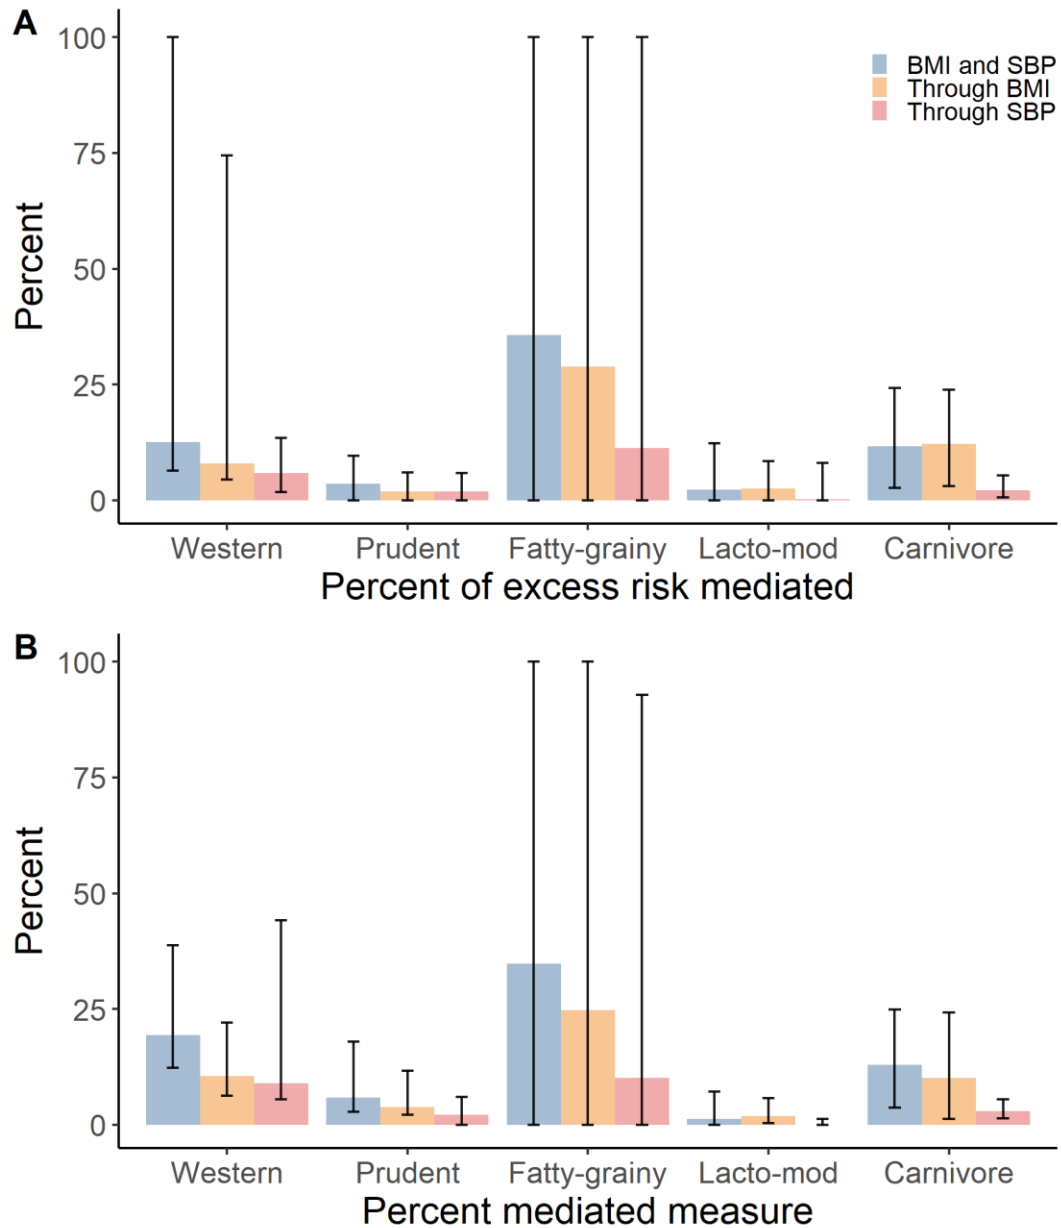 A
100
75
50
25
0
Percent
BMI and SBP
Through BMI
Through SBP
Western Prudent Fatty-grainy Lacto-mod Carnivore
Percent of excess risk mediated
B
100
75
50
25
0
Percent
Western Prudent Fatty-grainy Lacto-mod Carnivore
Percent mediated measure